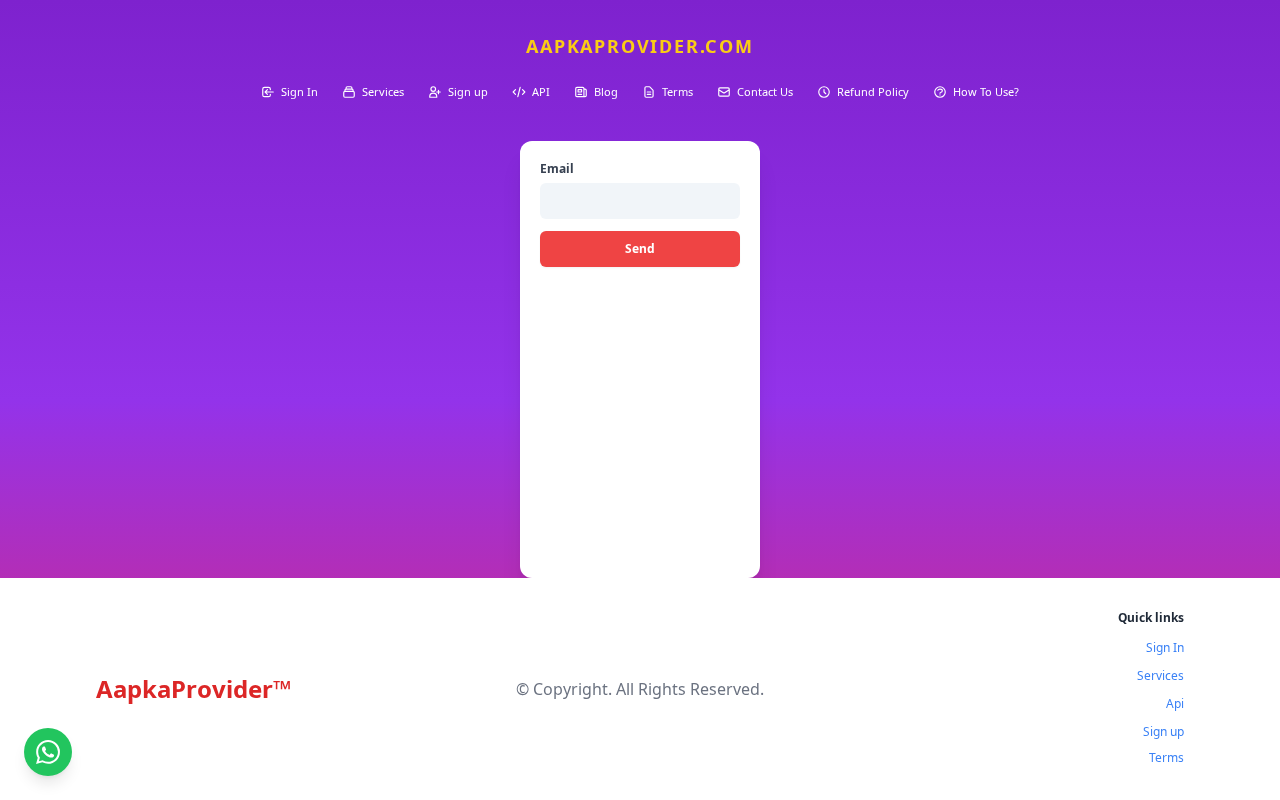 AAPKAPROVIDER.COM
Sign In Services Sign up API Blog Terms Contact Us Refund Policy How To Use?
Email
Send
Quick links
Sign In
Services
Api
Sign up
Terms
AapkaProvider™
© Copyright. All Rights Reserved.